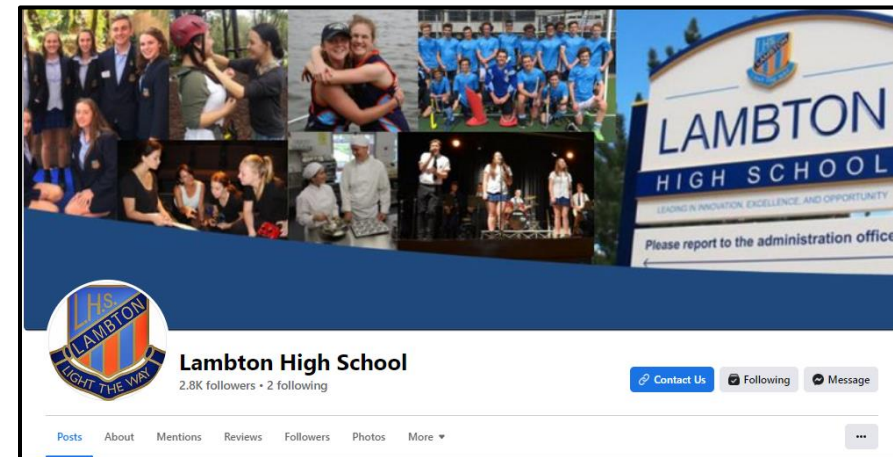 L.H.S.
LAMBTON
LAMBTON
HIGH SCHOOL
LEADING IN INNOVATION, EXCELLENCE, AND OPPORTUNITY
Please report to the administration office
L.H.S.
LAMBTON
LIGHT THE WAY
Lambton High School
2.8K followers • 2 following
Contact Us Following Message
Posts About Mentions Reviews Followers Photos More